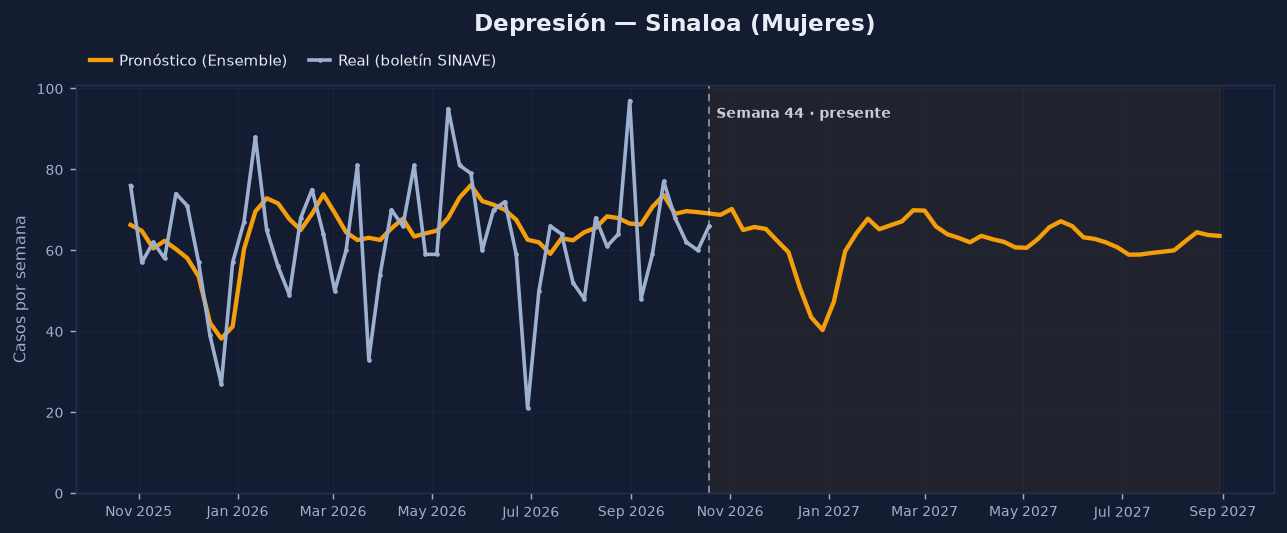 Depresión — Sinaloa (Mujeres)
Pronóstico (Ensemble)
Real (boletín SINAVE)
Semana 44 · presente
Casos por semana
100
80
60
40
20
0
Nov 2025
Jan 2026
Mar 2026
May 2026
Jul 2026
Sep 2026
Nov 2026
Jan 2027
Mar 2027
May 2027
Jul 2027
Sep 2027